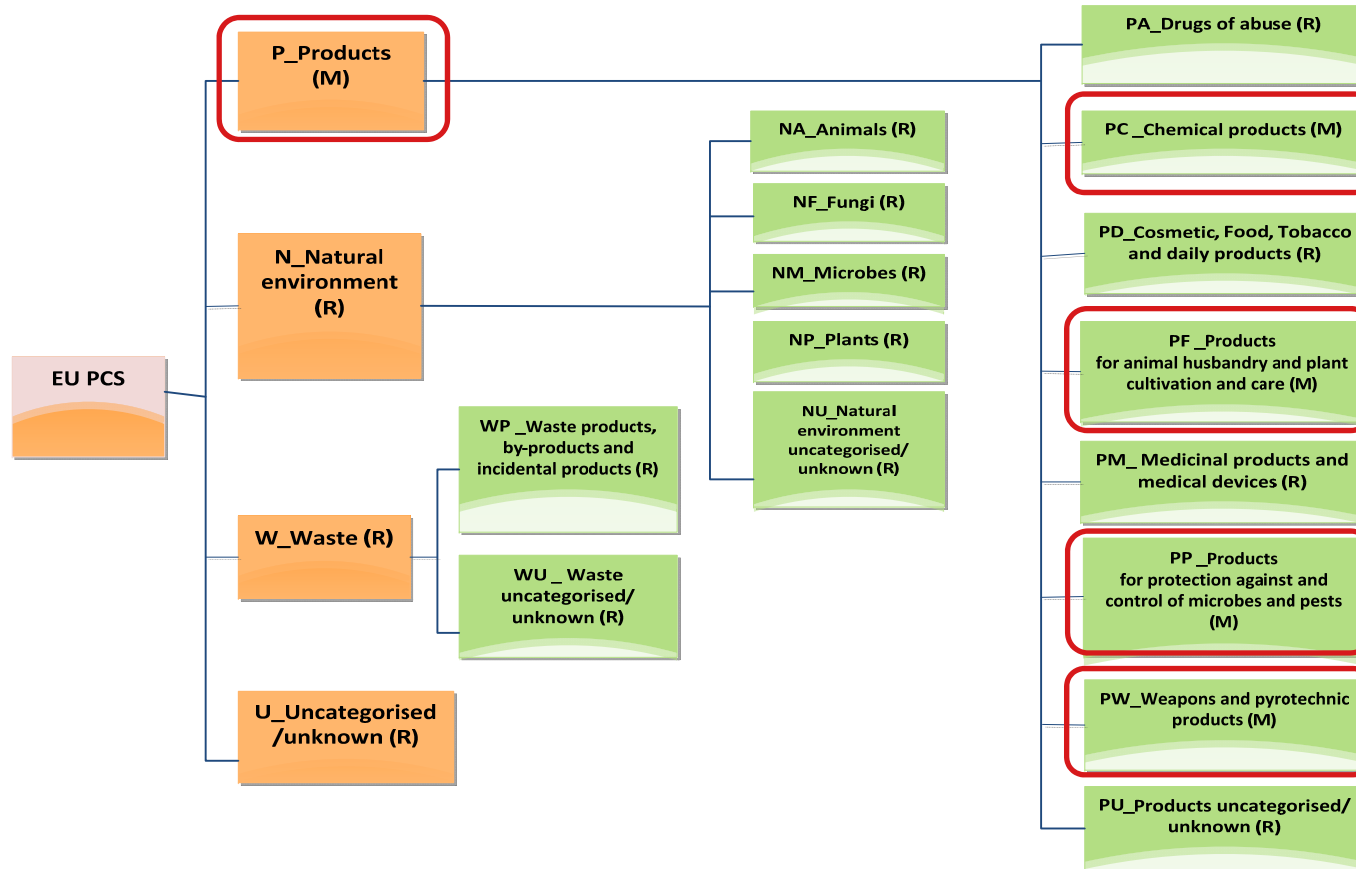 EU PCS
P_Products
(M)
N_Natural
environment
(R)
W_Waste (R)
U_Uncategorised
/unknown (R)
WP _Waste products,
by-products and
incidental products (R)
WU _ Waste
uncategorised/
unknown (R)
NA_Animals (R)
NF_Fungi (R)
NM_Microbes (R)
NP_Plants (R)
NU_Natural
environment
uncategorised/
unknown (R)
PA_Drugs of abuse (R)
PC _Chemical products (M)
PD_Cosmetic, Food, Tobacco
and daily products (R)
PF _Products
for animal husbandry and plant
cultivation and care (M)
PM_ Medicinal products and
medical devices (R)
PP _Products
for protection against and
control of microbes and pests
(M)
PW_Weapons and pyrotechnic
products (M)
PU_Products uncategorised/
unknown (R)